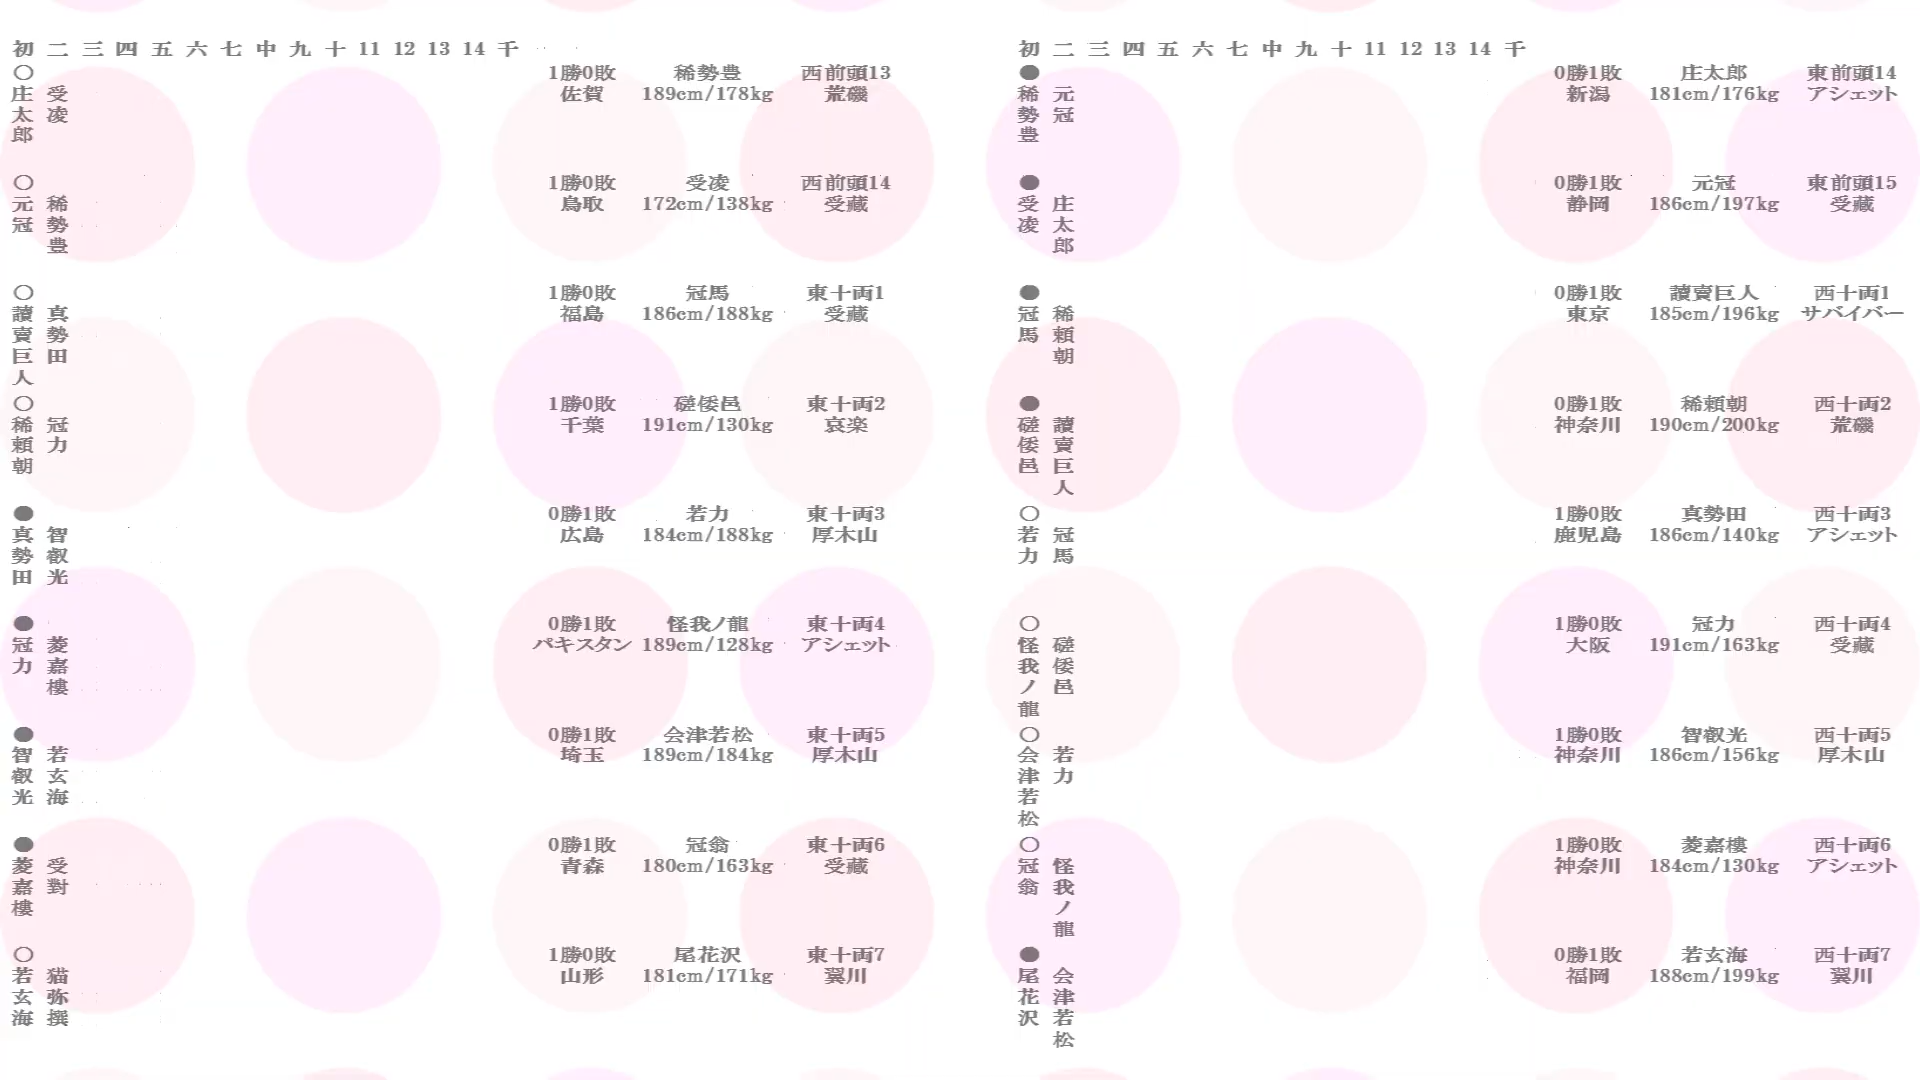 初 二 三 四 五 六 七 中 九 十 11 12 13 14 千
○ 1勝0敗 稀勢豊 西前頭13
庄太郎 受凌 佐賀 189cm/178kg 荒磯
○ 1勝0敗 受凌 西前頭14
元冠 稀勢豊 鳥取 172cm/138kg 受蔵
○ 1勝0敗 冠馬 東十両1
讀賣巨人 真勢田 福島 186cm/188kg 受蔵
○ 1勝0敗 磋倭邑 東十両2
稀頼朝 冠力 千葉 191cm/130kg 哀楽
● 0勝1敗 若力 東十両3
真勢田 智叡光 広島 184cm/188kg 厚木山
● 0勝1敗 怪我ノ龍 東十両4
冠力 菱嘉樓 パキスタン 189cm/128kg アシェット
● 0勝1敗 会津若松 東十両5
智叡光 若玄海 埼玉 189cm/184kg 厚木山
● 0勝1敗 冠翁 東十両6
菱嘉樓 受對 青森 180cm/163kg 受蔵
○ 1勝0敗 尾花沢 東十両7
若玄海 猫弥撰 山形 181cm/171kg 翼川
初 二 三 四 五 六 七 中 九 十 11 12 13 14 千
● 0勝1敗 庄太郎 東前頭14
稀勢豊 元冠 新潟 181cm/176kg アシェット
● 0勝1敗 元冠 東前頭15
受凌 庄太郎 静岡 186cm/197kg 受蔵
● 0勝1敗 讀賣巨人 西十両1
冠馬 稀頼朝 東京 185cm/196kg サバイバー
● 0勝1敗 稀頼朝 西十両2
磋倭邑 讀賣巨人 神奈川 190cm/200kg 荒磯
○ 1勝0敗 真勢田 西十両3
若力 冠馬 鹿児島 186cm/140kg アシェット
○ 1勝0敗 冠力 西十両4
怪我ノ龍 磋倭邑 大阪 191cm/163kg 受蔵
○ 1勝0敗 智叡光 西十両5
会津若松 若力 神奈川 186cm/156kg 厚木山
○ 1勝0敗 菱嘉樓 西十両6
冠翁 怪我ノ龍 神奈川 184cm/130kg アシェット
● 0勝1敗 若玄海 西十両7
尾花沢 会津若松 福岡 188cm/199kg 翼川